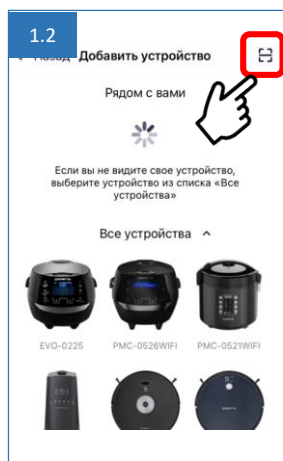 1.2
Назад Добавить устройство
Рядом с вами
Если вы не видите свое устройство,
выберите устройство из списка «Все
устройства»
Все устройства
EVO-0225 PMC-0526WIFI PMC-0521WIFI